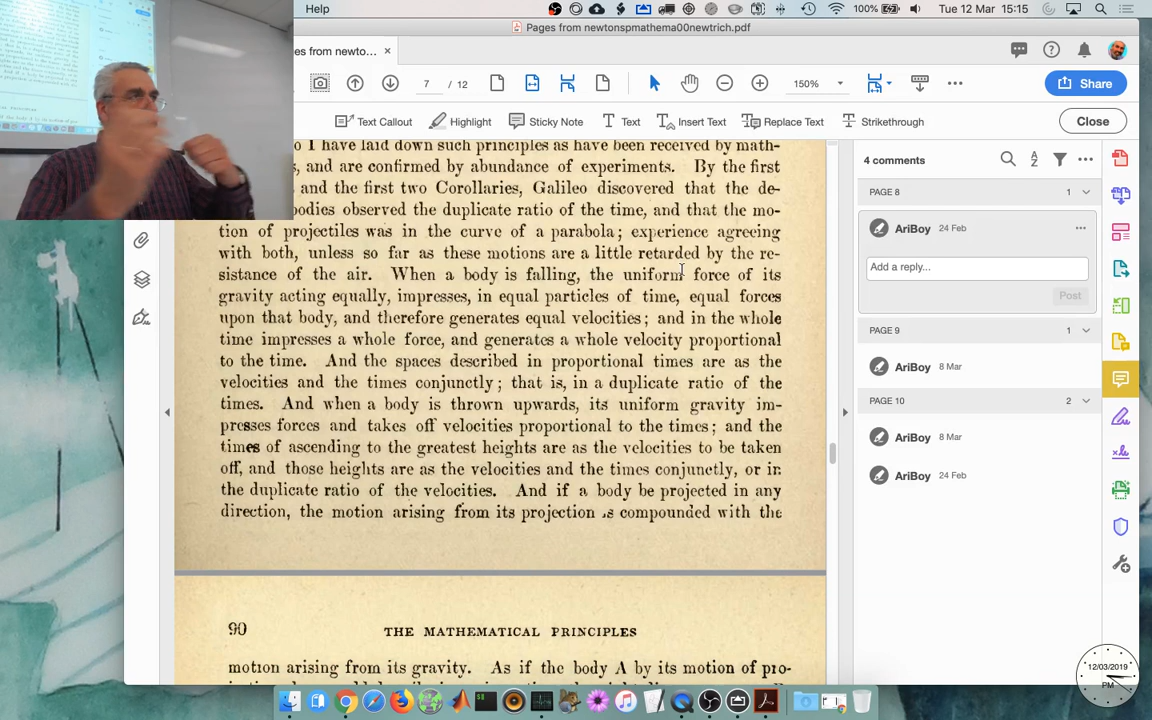 Help
100%
Tue 12 Mar 15:15
Pages from newtonspmathema00newtrich.pdf
es from newto...
7 / 12
150%
Share
Text Callout
Highlight
Sticky Note
Text
Insert Text
Replace Text
Strikethrough
Close
o I have laid down such principles as have been received by math-
s, and are confirmed by abundance of experiments. By the first
and the first two Corollaries, Galileo discovered that the de-
odies observed the duplicate ratio of the time, and that the mo-
tion of projectiles was in the curve of a parabola; experience agreeing
with both, unless so far as these motions are a little retarded by the re-
sistance of the air. When a body is falling, the uniform force of its
gravity acting equally, impresses, in equal particles of time, equal forces
upon that body, and therefore generates equal velocities; and in the whole
time impresses a whole force, and generates a whole velocity proportional
to the time. And the spaces described in proportional times are as the
velocities and the times conjunctly; that is, in a duplicate ratio of the
times. And when a body is thrown upwards, its uniform gravity im-
presses forces and takes off velocities proportional to the times; and the
times of ascending to the greatest heights are as the velocities to be taken
off, and those heights are as the velocities and the times conjunctly, or in
the duplicate ratio of the velocities. And if a body be projected in any
direction, the motion arising from its projection is compounded with the
90 THE MATHEMATICAL PRINCIPLES
motion arising from its gravity. As if the body A by its motion of pro-
4 comments
PAGE 8 1
AriBoy 24 Feb
Add a reply...
Post
PAGE 9 1
AriBoy 8 Mar
PAGE 10 2
AriBoy 8 Mar
AriBoy 24 Feb
12/03/2019
PM